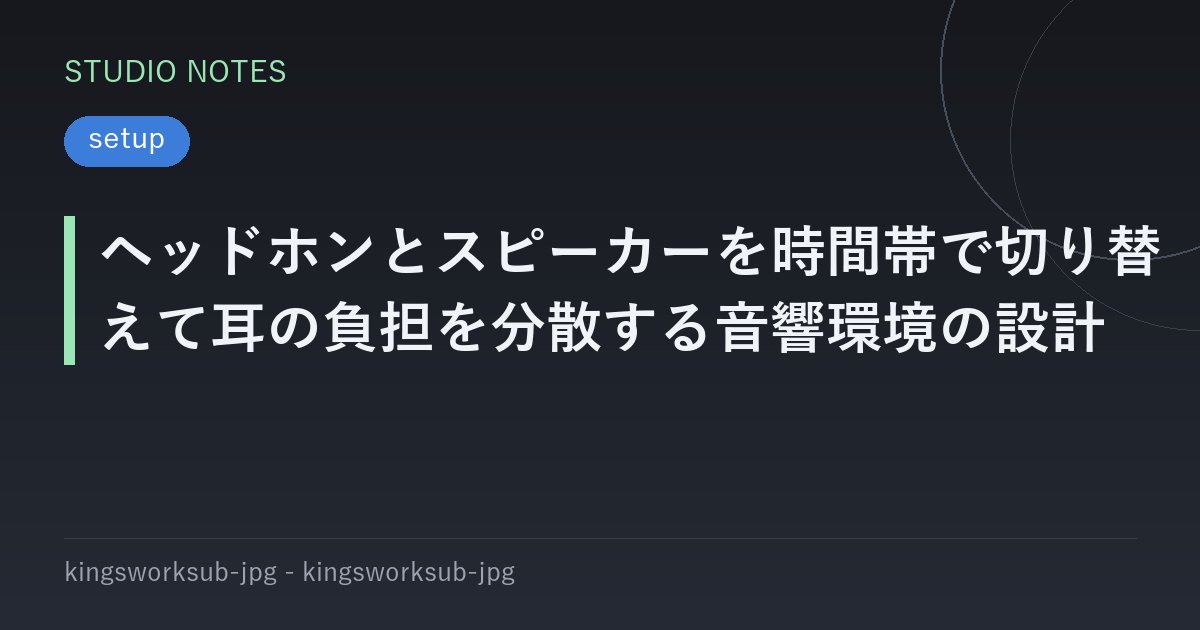 STUDIO NOTES
setup
ヘッドホンとスピーカーを時間帯で切り替
えて耳の負担を分散する音響環境の設計
kingsworksub-jpg - kingsworksub-jpg